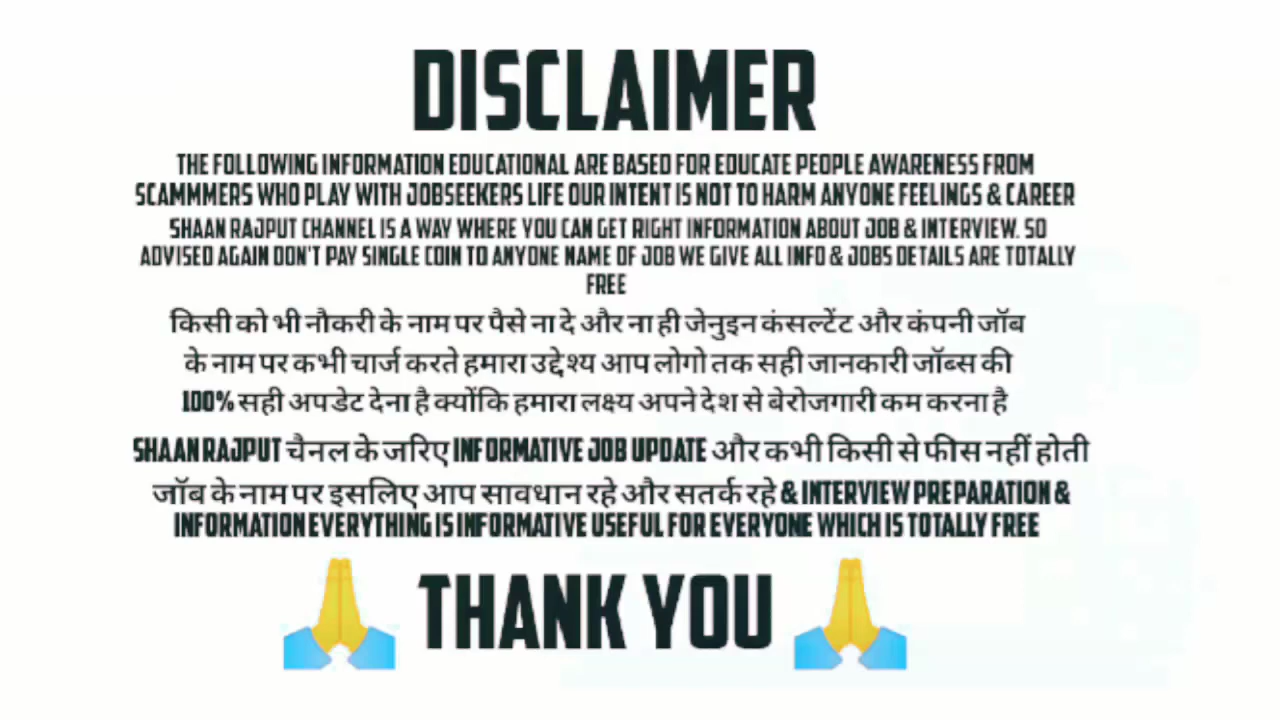 DISCLAIMER
THE FOLLOWING INFORMATION EDUCATIONAL ARE BASED FOR EDUCATE PEOPLE AWARENESS FROM
SCAMMMERS WHO PLAY WITH JOBSEEKERS LIFE OUR INTENT IS NOT TO HARM ANYONE FEELINGS & CAREER
SHAAN RAJPUT CHANNEL IS A WAY WHERE YOU CAN GET RIGHT INFORMATION ABOUT JOB & INTERVIEW. SO
ADVISED AGAIN DON'T PAY SINGLE COIN TO ANYONE NAME OF JOB WE GIVE ALL INFO & JOBS DETAILS ARE TOTALLY
FREE
किसी को भी नौकरी के नाम पर पैसे ना दे और ना ही जेनुइन कंसल्टेंट और कंपनी जॉब
के नाम पर कभी चार्ज करते हमारा उद्देश्य आप लोगो तक सही जानकारी जॉब्स की
100% सही अपडेट देना है क्योंकि हमारा लक्ष्य अपने देश से बेरोजगारी कम करना है
SHAAN RAJPUT चैनल के जरिए INFORMATIVE JOB UPDATE और कभी किसी से फीस नहीं होती
जॉब के नाम पर इसलिए आप सावधान रहे और सतर्क रहे & INTERVIEW PREPARATION &
INFORMATION EVERYTHING IS INFORMATIVE USEFUL FOR EVERYONE WHICH IS TOTALLY FREE
🙏 THANK YOU 🙏